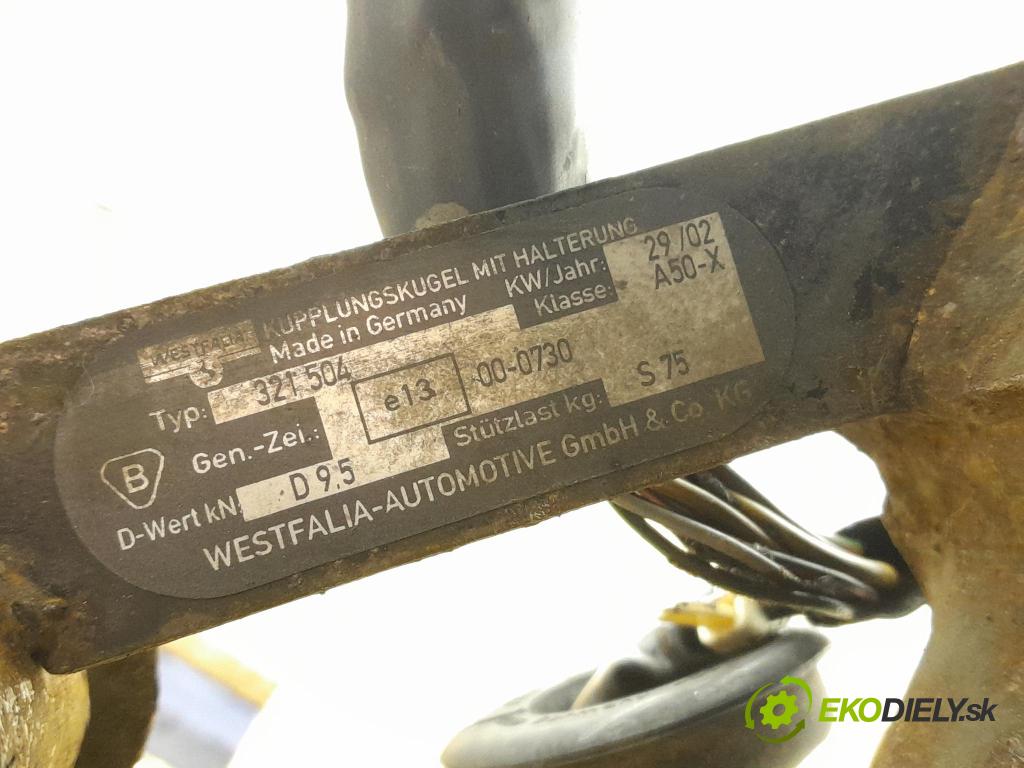 WESTFALIA
KUPPLUNGSKUGEL MIT HALTERUNG
Made in Germany KW/Jahr: 29/02
Typ: 321 504 Klasse: A50-X
Gen.-Zei.: e13 00-0730
B
D-Wert kN: D 9,5 Stützlast kg: S 75
WESTFALIA-AUTOMOTIVE GmbH & Co. KG
EKODIELY.sk